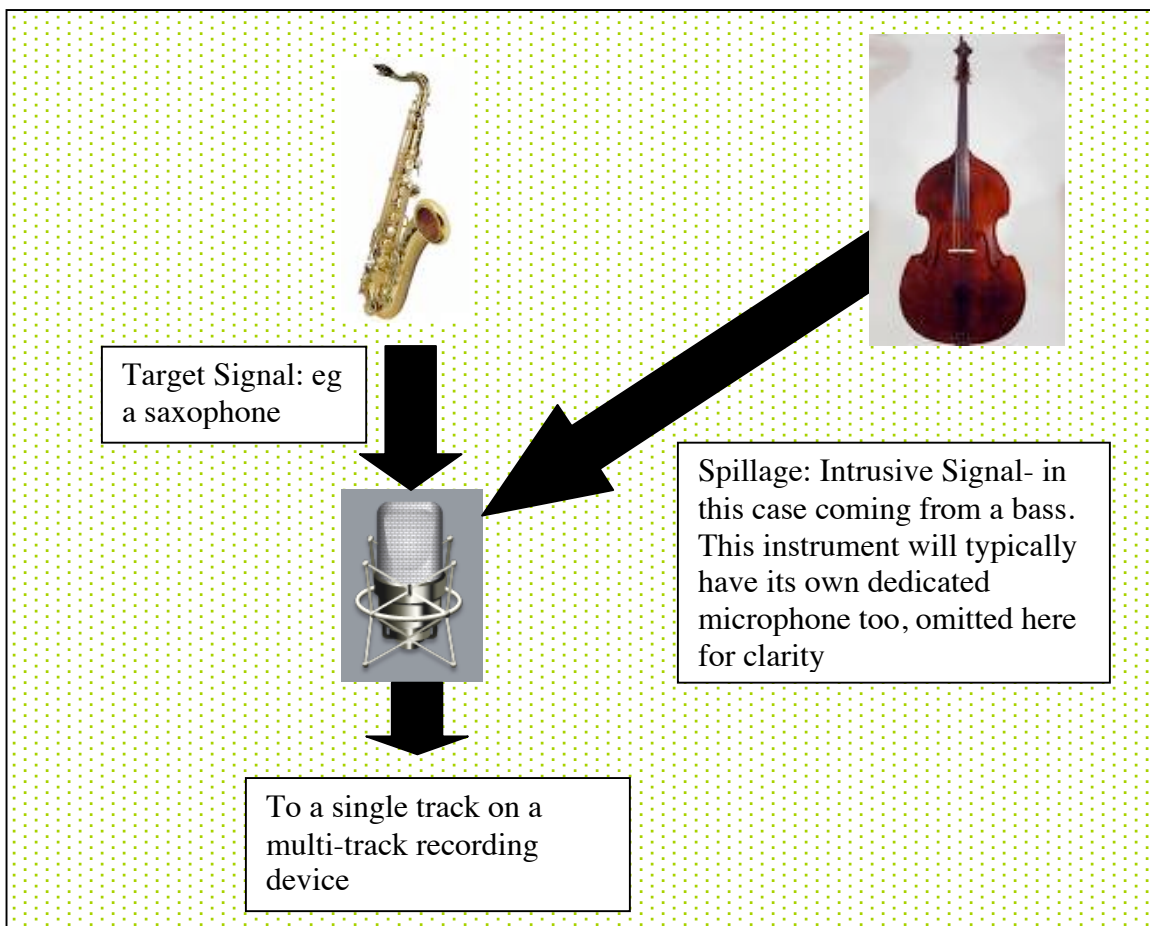 Target Signal: eg
a saxophone
Spillage: Intrusive Signal- in
this case coming from a bass.
This instrument will typically
have its own dedicated
microphone too, omitted here
for clarity
To a single track on a
multi-track recording
device